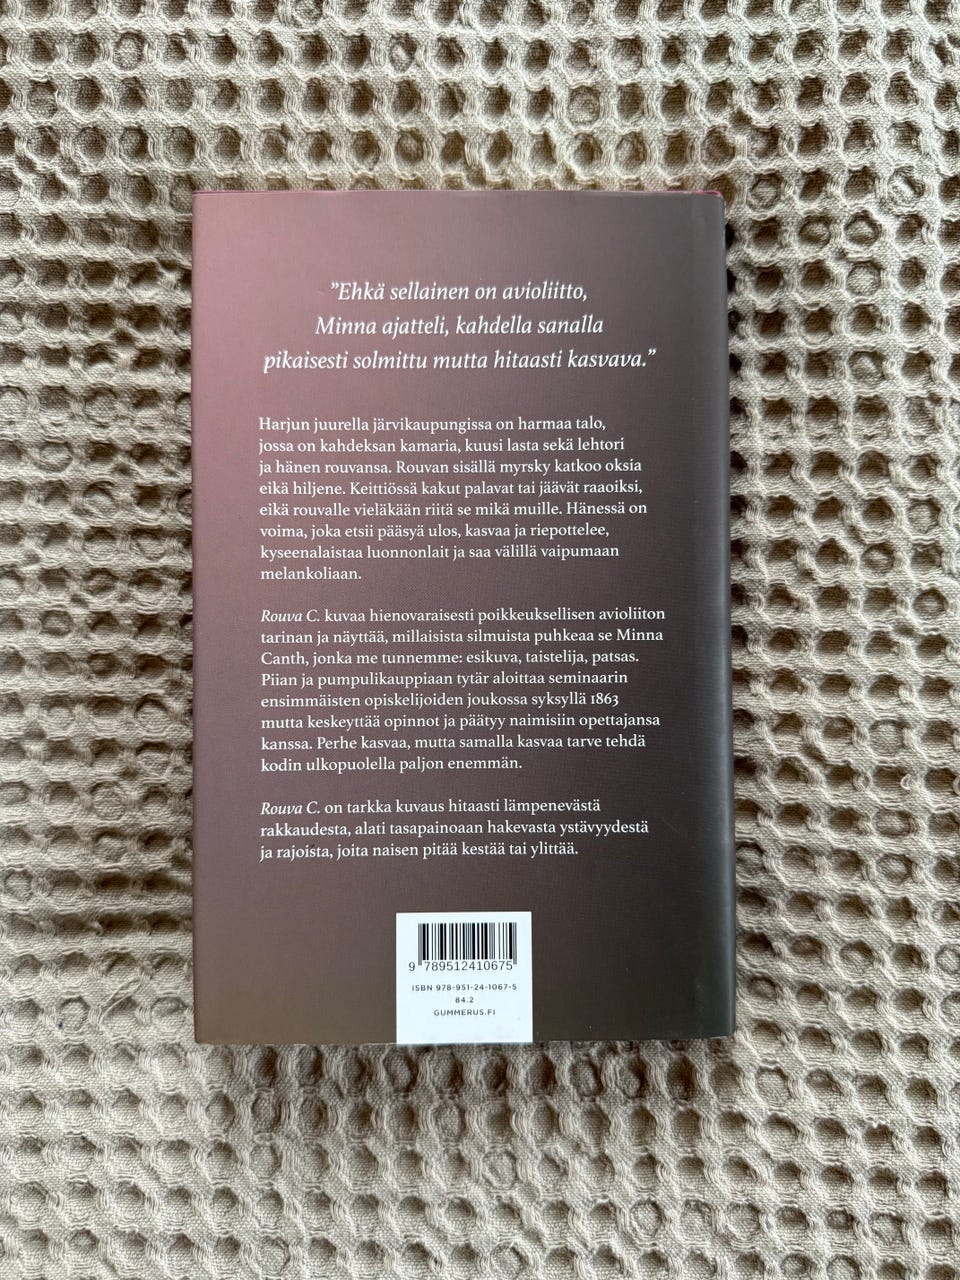 ”Ehkä sellainen on avioliitto,
Minna ajatteli, kahdella sanalla
pikaisesti solmittu mutta hitaasti kasvava.”
Harjun juurella järvikaupungissa on harmaa talo,
jossa on kahdeksan kamaria, kuusi lasta sekä lehtori
ja hänen rouvansa. Rouvan sisällä myrsky katkoo oksia
eikä hiljene. Keittiössä kakut palavat tai jäävät raaoiksi,
eikä rouvalle vieläkään riitä se mikä muille. Hänessä on
voima, joka etsii pääsyä ulos, kasvaa ja riepottelee,
kyseenalaistaa luonnonlait ja saa välillä vaipumaan
melankoliaan.
Rouva C. kuvaa hienovaraisesti poikkeuksellisen avioliiton
tarinan ja näyttää, millaisista silmuista puhkeaa se Minna
Canth, jonka me tunnemme: esikuva, taistelija, patsas.
Piian ja pumpulikauppiaan tytär aloittaa seminaarin
ensimmäisten opiskelijoiden joukossa syksyllä 1863
mutta keskeyttää opinnot ja päätyy naimisiin opettajansa
kanssa. Perhe kasvaa, mutta samalla kasvaa tarve tehdä
kodin ulkopuolella paljon enemmän.
Rouva C. on tarkka kuvaus hitaasti lämpenevästä
rakkaudesta, alati tasapainoaan hakevasta ystävyydestä
ja rajoista, joita naisen pitää kestää tai ylittää.
9 789512 410675
ISBN 978-951-24-1067-5
84.2
GUMMERUS.FI